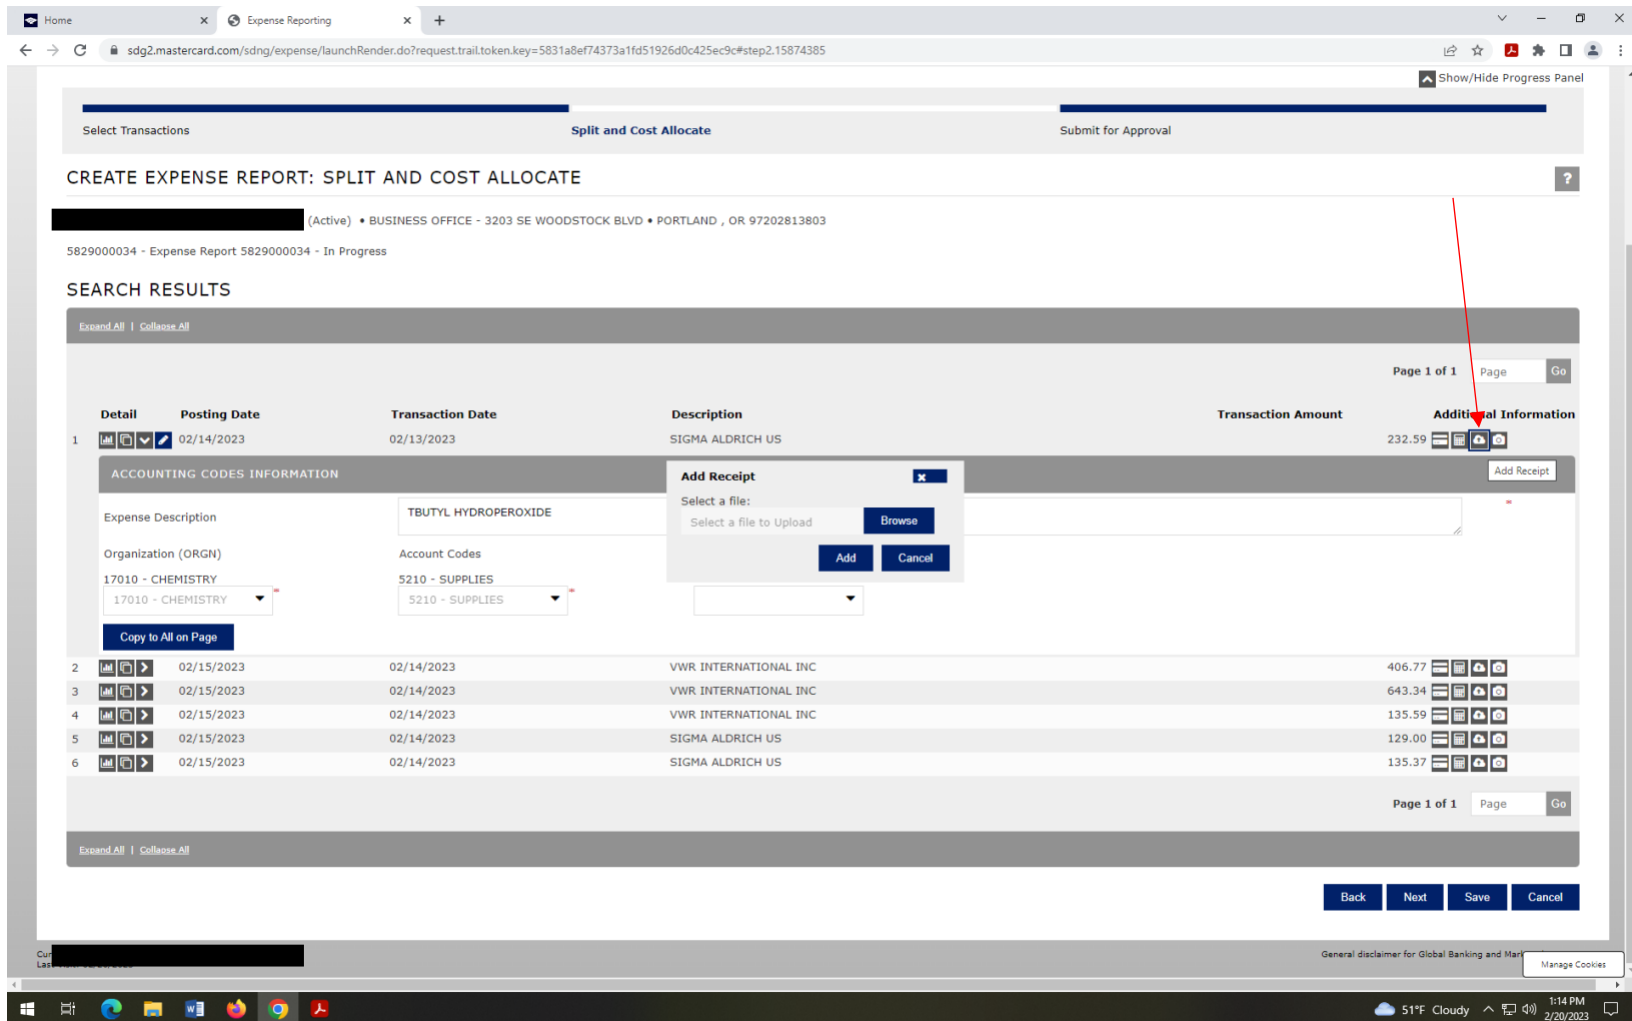 Home
Expense Reporting
sdg2.mastercard.com/sdng/expense/launchRender.do?request.trail.token.key=5831a8ef74373a1fd51926d0c425ec9c#step2.15874385
Show/Hide Progress Panel
Select Transactions Split and Cost Allocate Submit for Approval
CREATE EXPENSE REPORT: SPLIT AND COST ALLOCATE ?
(Active) • BUSINESS OFFICE - 3203 SE WOODSTOCK BLVD • PORTLAND , OR 97202813803
5829000034 - Expense Report 5829000034 - In Progress
SEARCH RESULTS
Expand All | Collapse All
Page 1 of 1 Page Go
Detail Posting Date Transaction Date Description Transaction Amount Additional Information
1 02/14/2023 02/13/2023 SIGMA ALDRICH US 232.59
ACCOUNTING CODES INFORMATION
Add Receipt x
Add Receipt
Select a file:
Select a file to Upload Browse
Add Cancel
Expense Description TBUTYL HYDROPEROXIDE *
Organization (ORGN) Account Codes
17010 - CHEMISTRY 5210 - SUPPLIES
17010 - CHEMISTRY * 5210 - SUPPLIES *
Copy to All on Page
2 02/15/2023 02/14/2023 VWR INTERNATIONAL INC 406.77
3 02/15/2023 02/14/2023 VWR INTERNATIONAL INC 643.34
4 02/15/2023 02/14/2023 VWR INTERNATIONAL INC 135.59
5 02/15/2023 02/14/2023 SIGMA ALDRICH US 129.00
6 02/15/2023 02/14/2023 SIGMA ALDRICH US 135.37
Page 1 of 1 Page Go
Expand All | Collapse All
Back Next Save Cancel
General disclaimer for Global Banking and Mar
Manage Cookies
51°F Cloudy
1:14 PM
2/20/2023